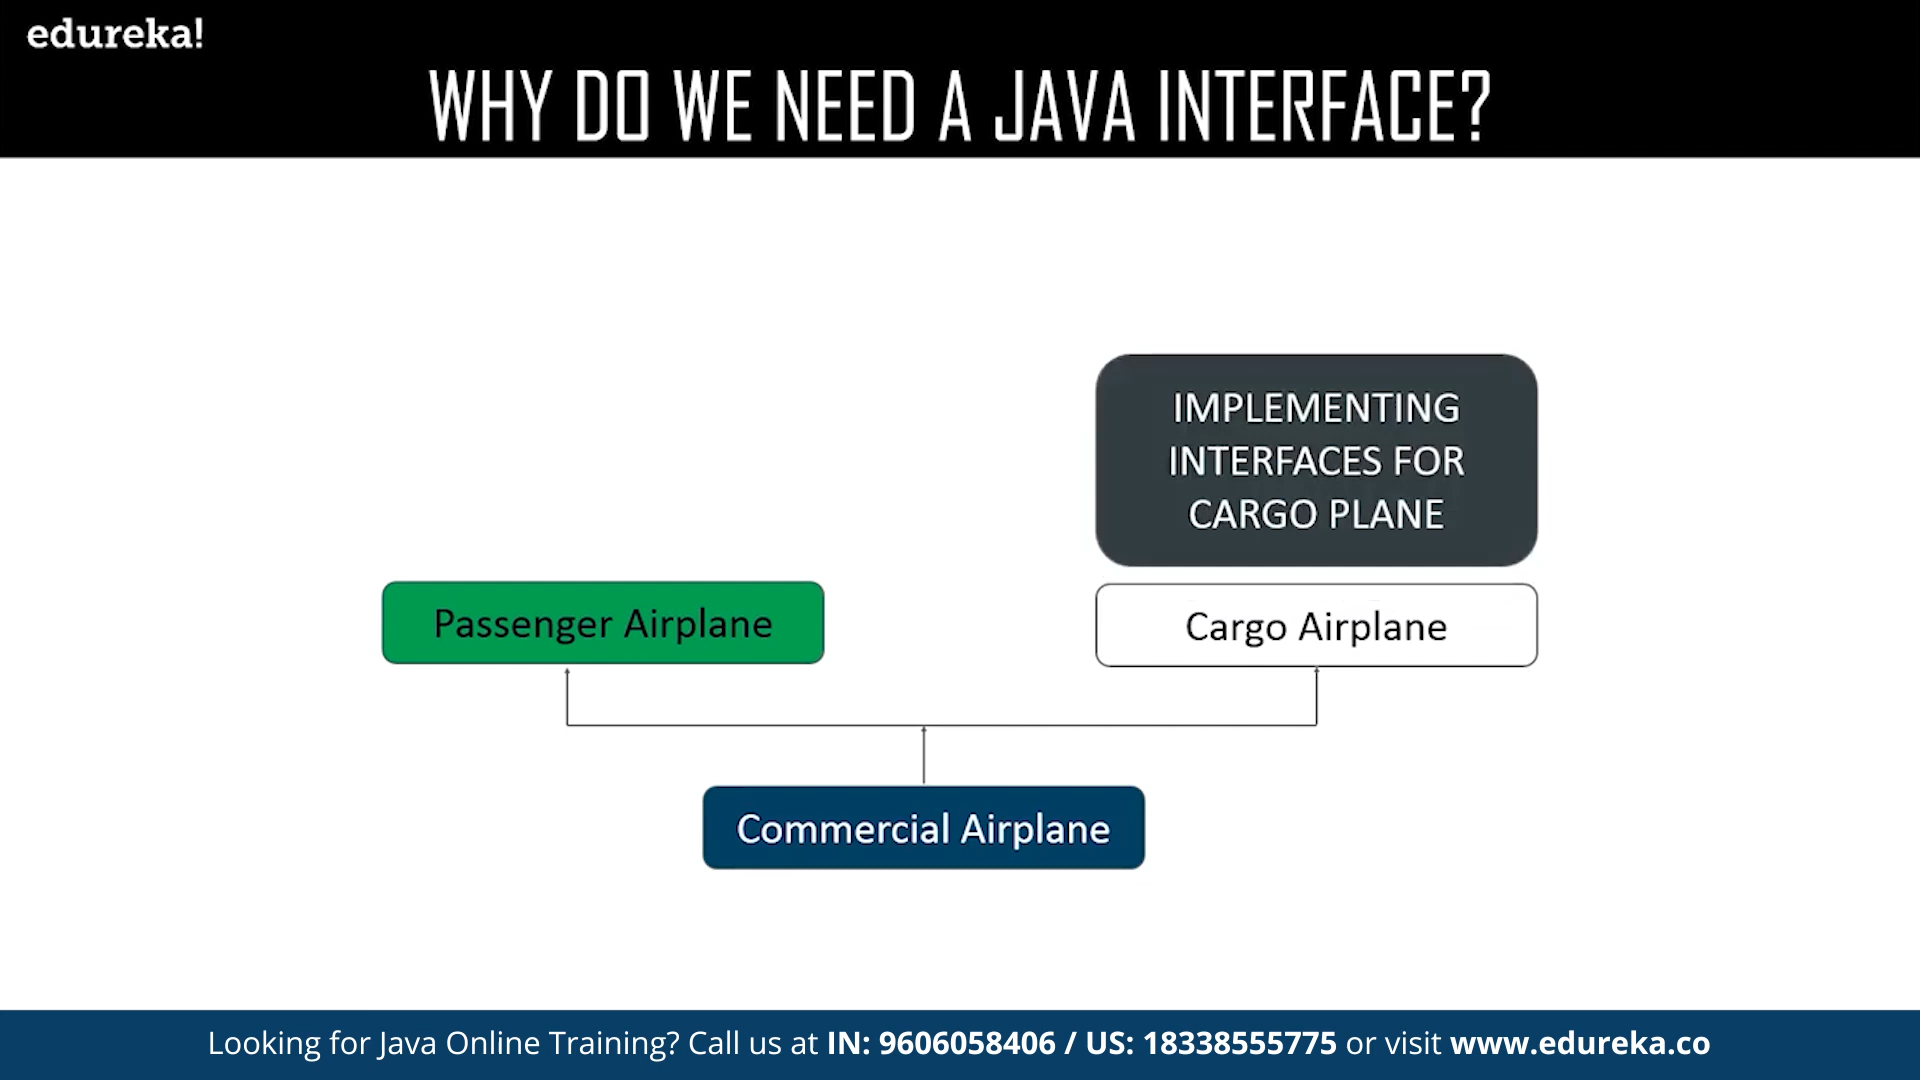 edureka!
WHY DO WE NEED A JAVA INTERFACE?
IMPLEMENTING
INTERFACES FOR
CARGO PLANE
Passenger Airplane
Cargo Airplane
Commercial Airplane
Looking for Java Online Training? Call us at IN: 9606058406 / US: 18338555775 or visit www.edureka.co